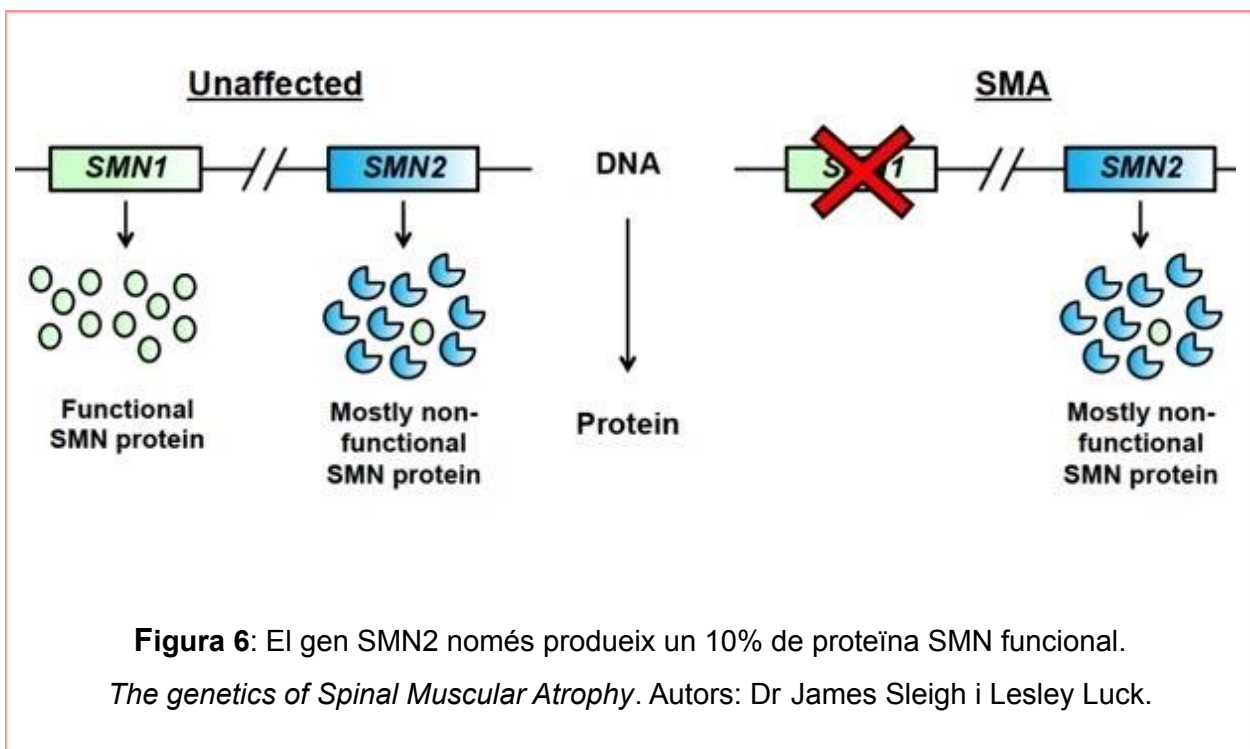 Unaffected
SMA
SMN1
SMN2
DNA
SMN2
Functional
SMN protein
Mostly non-
functional
SMN protein
Protein
Mostly non-
functional
SMN protein
Figura 6: El gen SMN2 només produeix un 10% de proteïna SMN funcional.
The genetics of Spinal Muscular Atrophy. Autors: Dr James Sleigh i Lesley Luck.